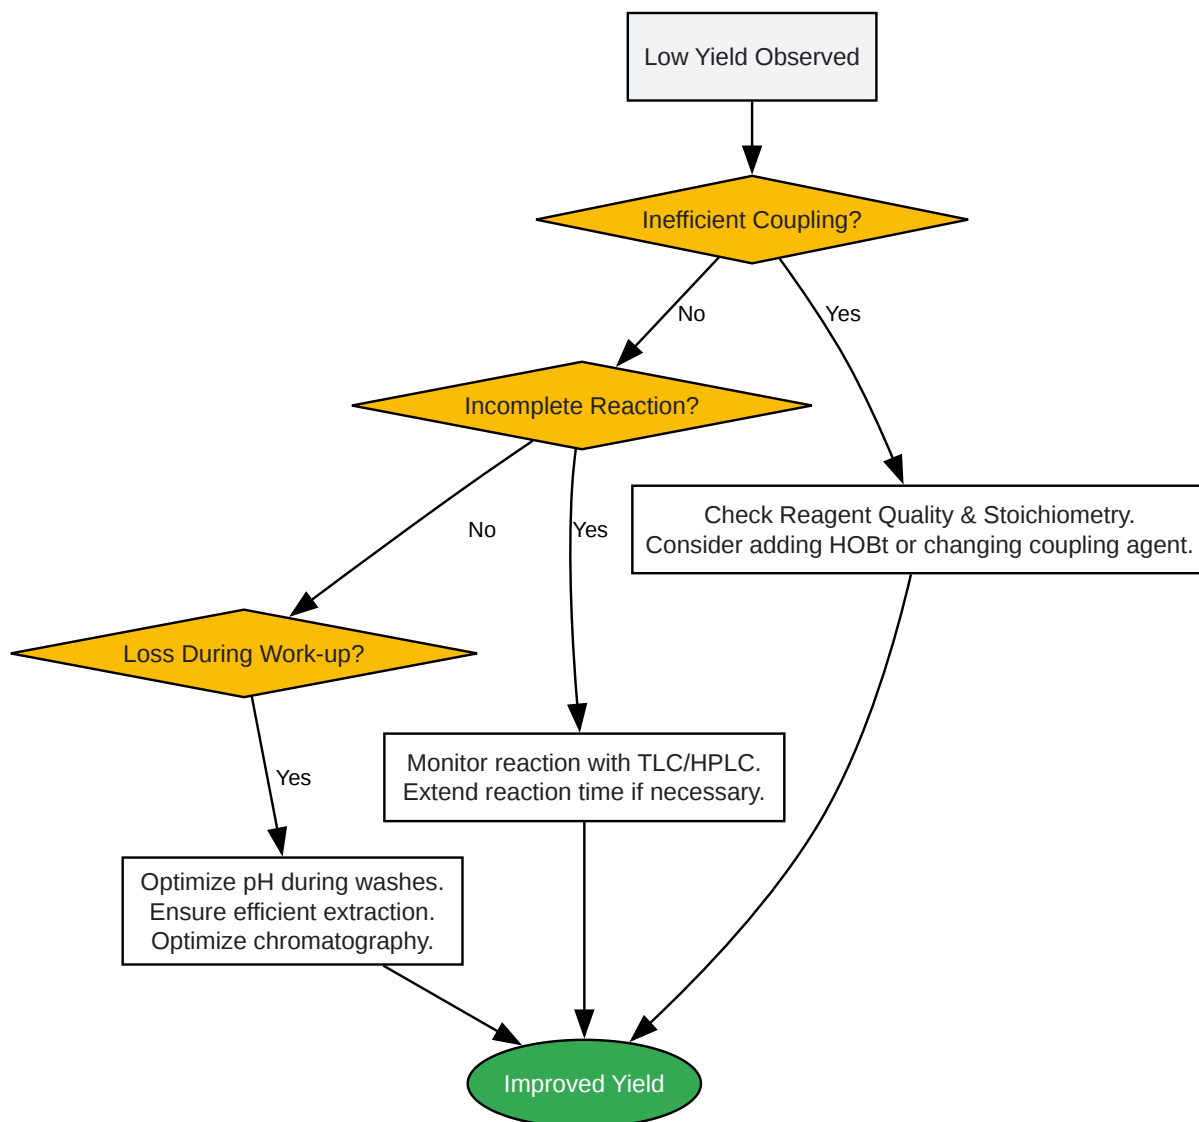 Low Yield Observed
Inefficient Coupling?
No
Yes
Incomplete Reaction?
Check Reagent Quality & Stoichiometry.
Consider adding HOBt or changing coupling agent.
No
Yes
Loss During Work-up?
Monitor reaction with TLC/HPLC.
Extend reaction time if necessary.
Yes
Optimize pH during washes.
Ensure efficient extraction.
Optimize chromatography.
Improved Yield